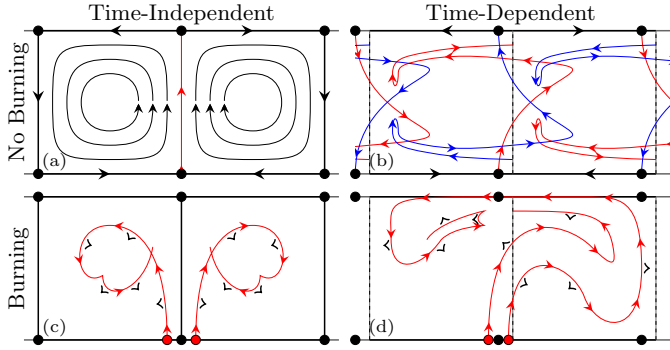 Time-Independent
Time-Dependent
No Burning
(a)
(b)
Burning
(c)
(d)